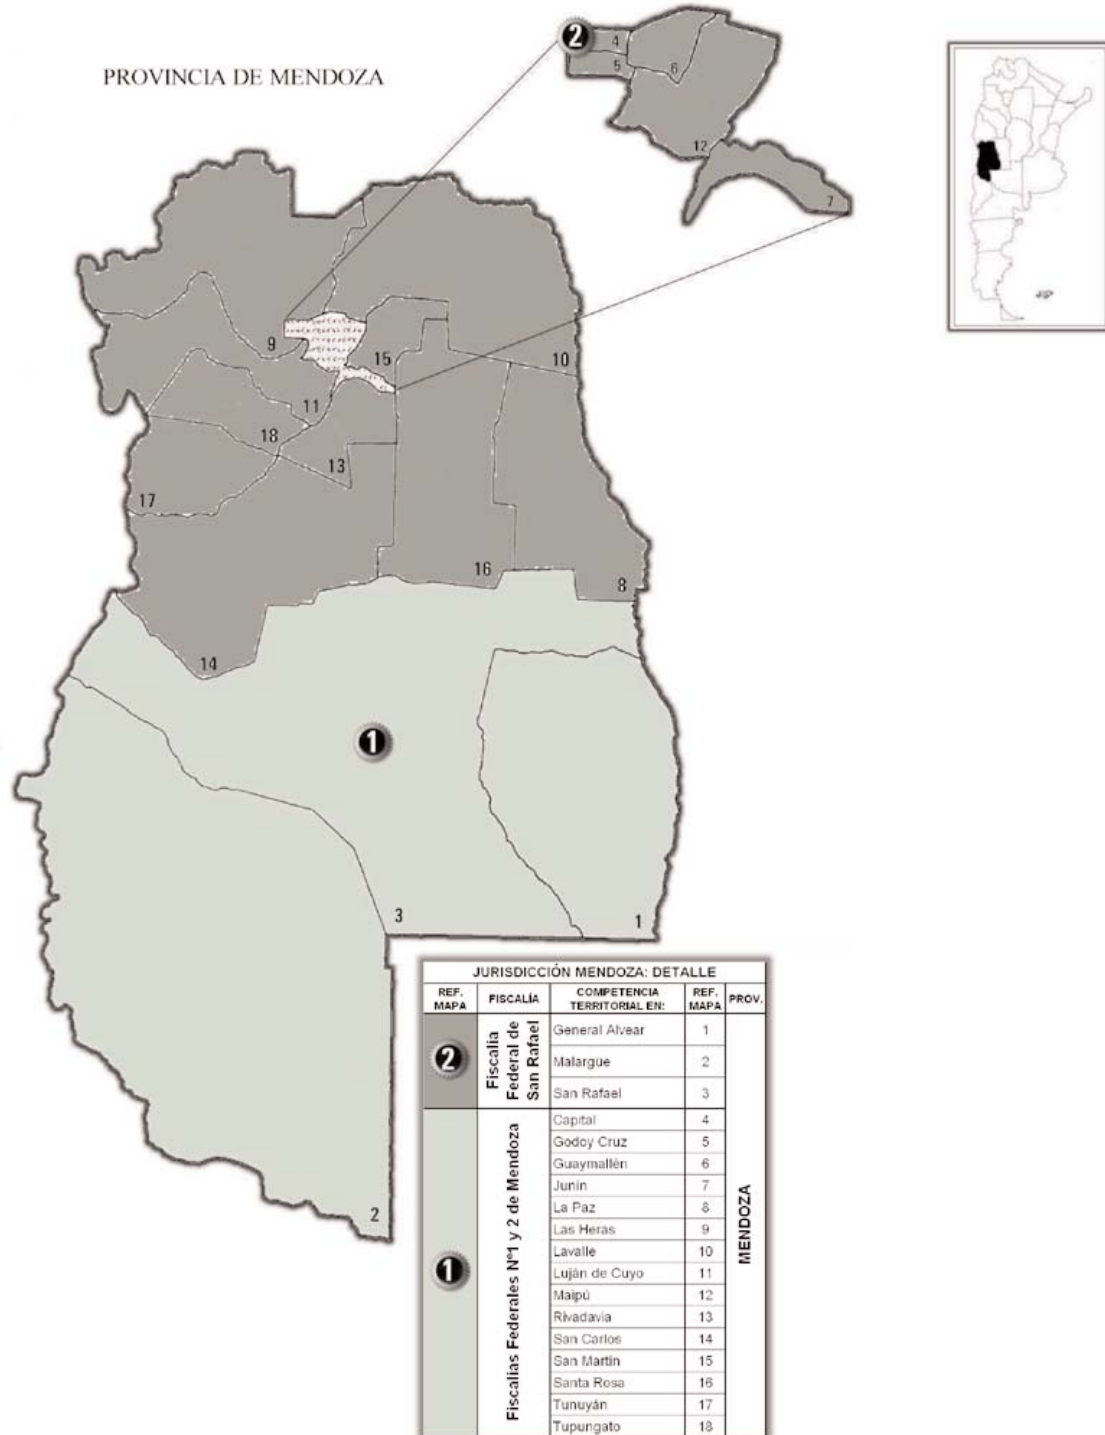 PROVINCIA DE MENDOZA
2
4
5
6
12
7
9
15
10
11
18
13
17
16
8
14
1
3
1
2
JURISDICCIÓN MENDOZA: DETALLE
REF. MAPA FISCALÍA COMPETENCIA TERRITORIAL EN: REF. MAPA PROV.
2 Fiscalia Federal de San Rafael
General Alvear 1
Malargue 2
San Rafael 3
1 Fiscalias Federales Nº1 y 2 de Mendoza
Capital 4
Godoy Cruz 5
Guaymallén 6
Junin 7
La Paz 8
Las Heras 9
Lavalle 10
Luján de Cuyo 11
Maipú 12
Rivadavia 13
San Carlos 14
San Martin 15
Santa Rosa 16
Tunuyán 17
Tupungato 18
MENDOZA